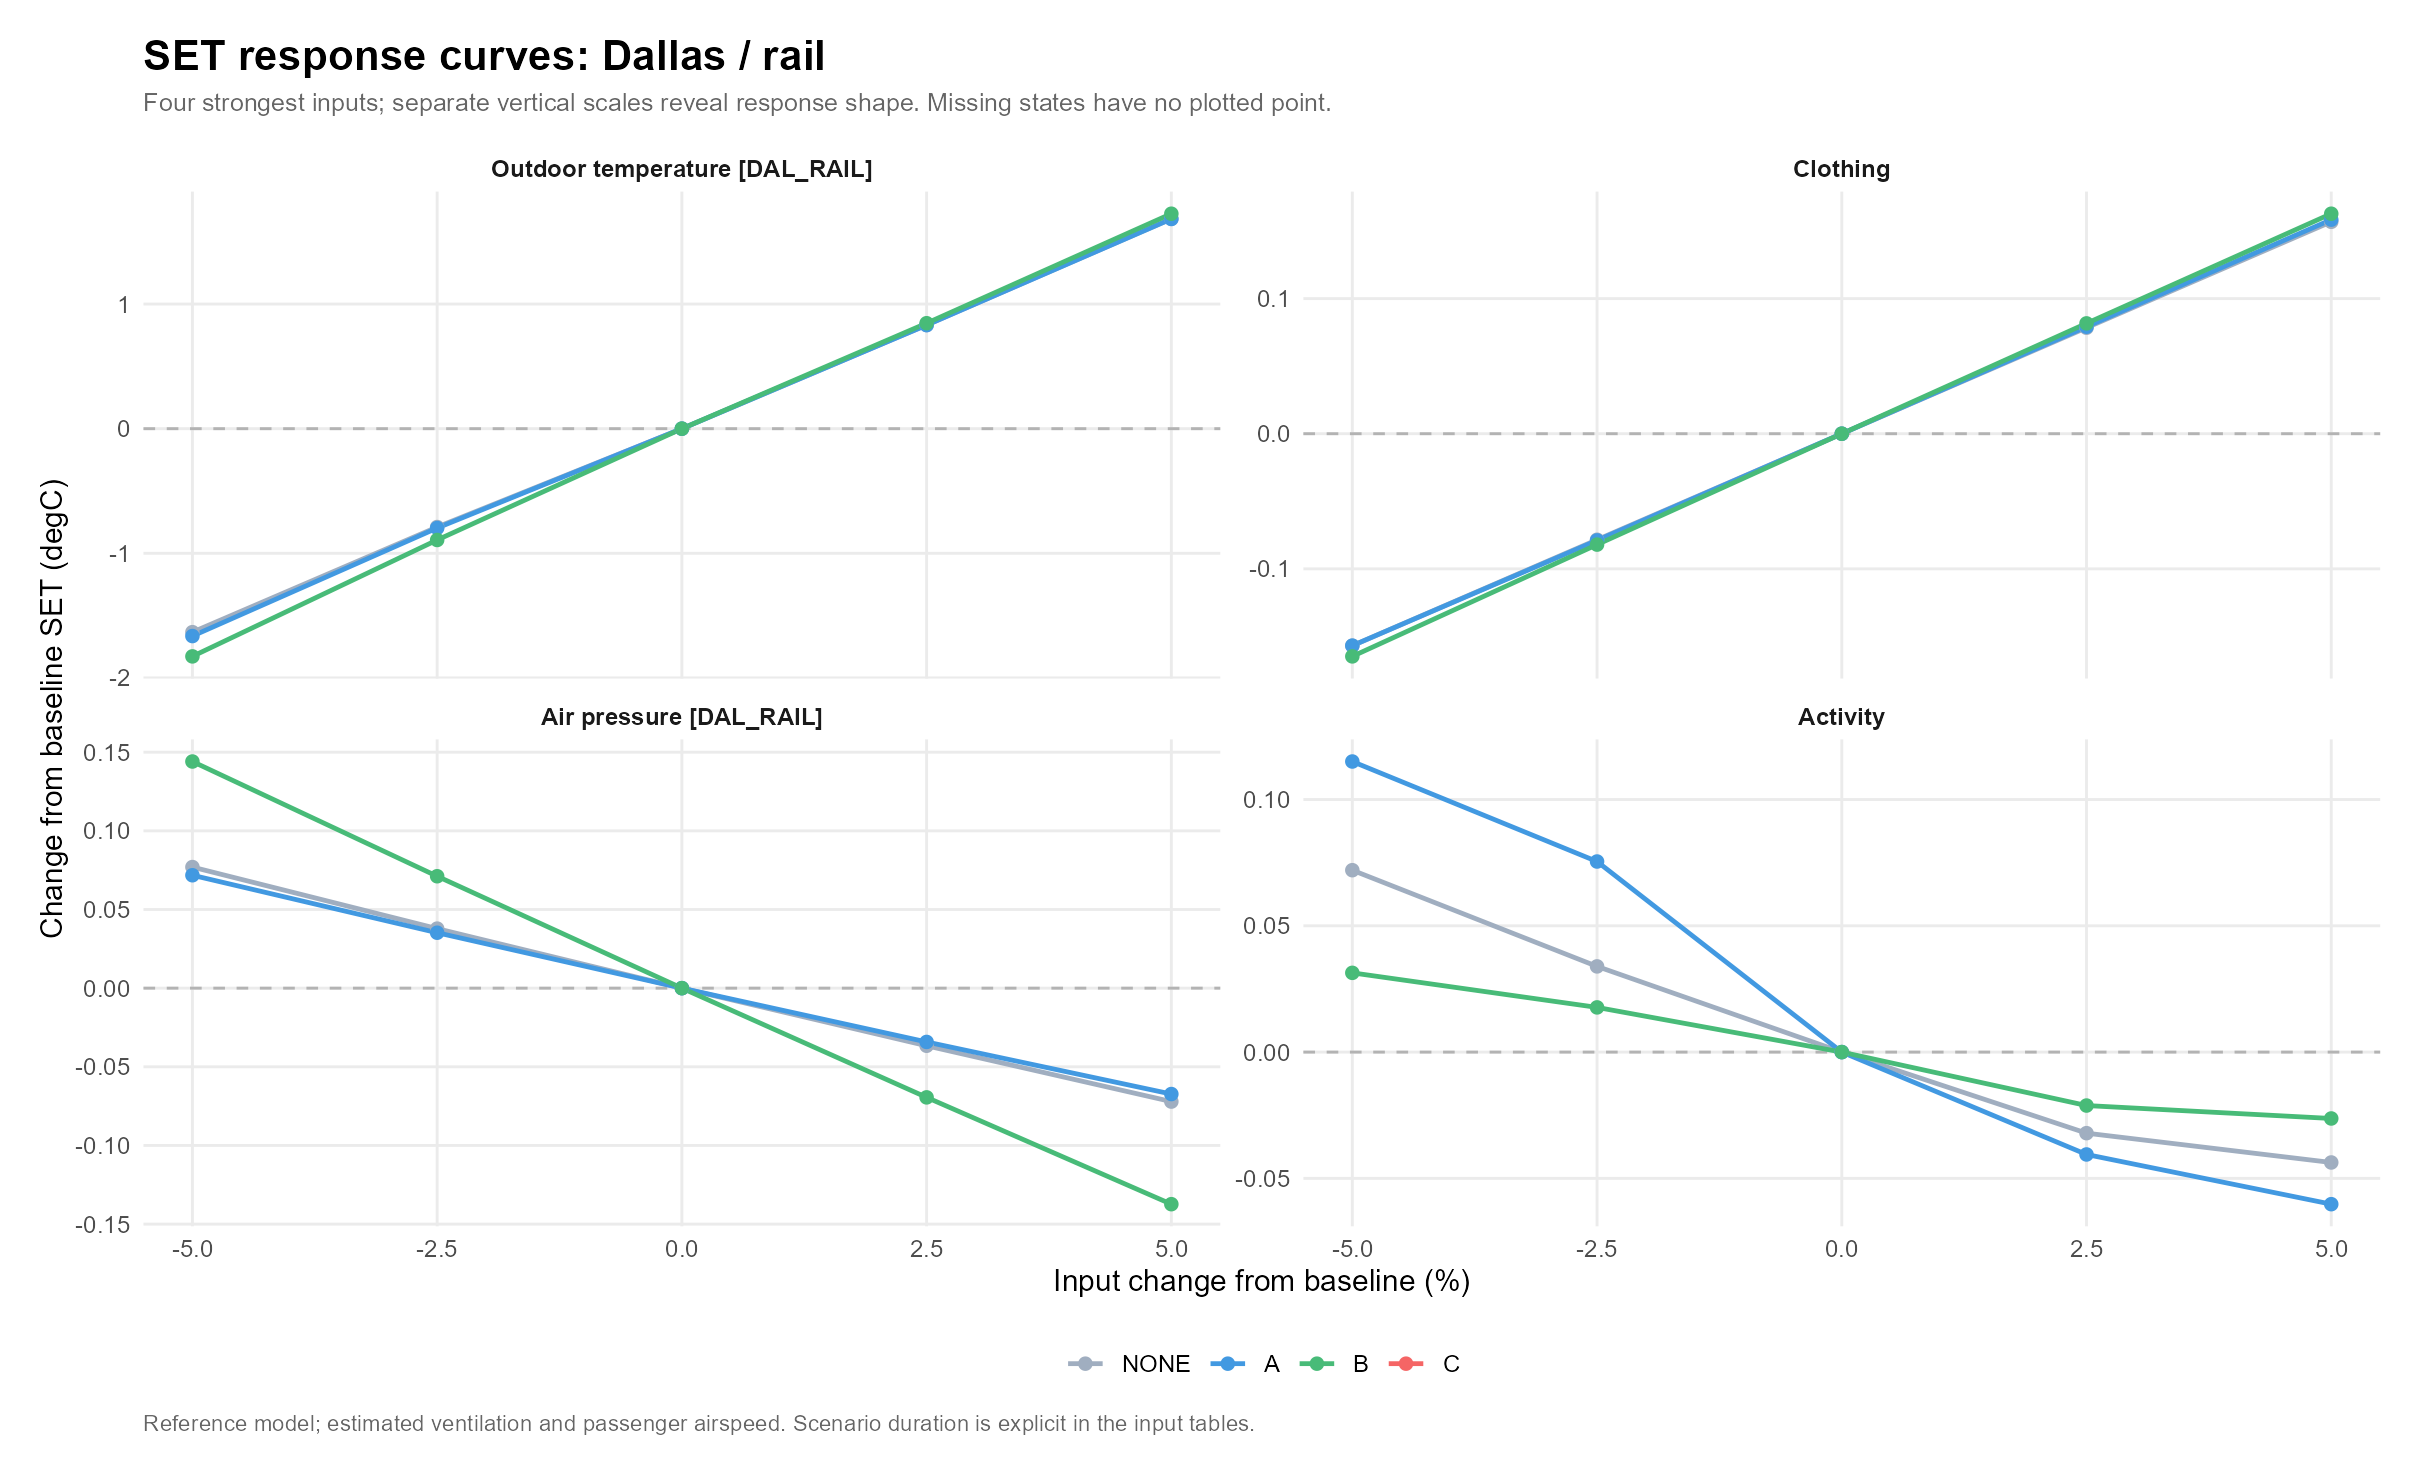 SET response curves: Dallas / rail
Four strongest inputs; separate vertical scales reveal response shape. Missing states have no plotted point.
Outdoor temperature [DAL_RAIL]
1
0
-1
-2
Clothing
0.1
0.0
-0.1
Change from baseline SET (degC)
Air pressure [DAL_RAIL]
0.15
0.10
0.05
0.00
-0.05
-0.10
-0.15
-5.0 -2.5 0.0 2.5 5.0
Activity
0.10
0.05
0.00
-0.05
-5.0 -2.5 0.0 2.5 5.0
Input change from baseline (%)
NONE A B C
Reference model; estimated ventilation and passenger airspeed. Scenario duration is explicit in the input tables.